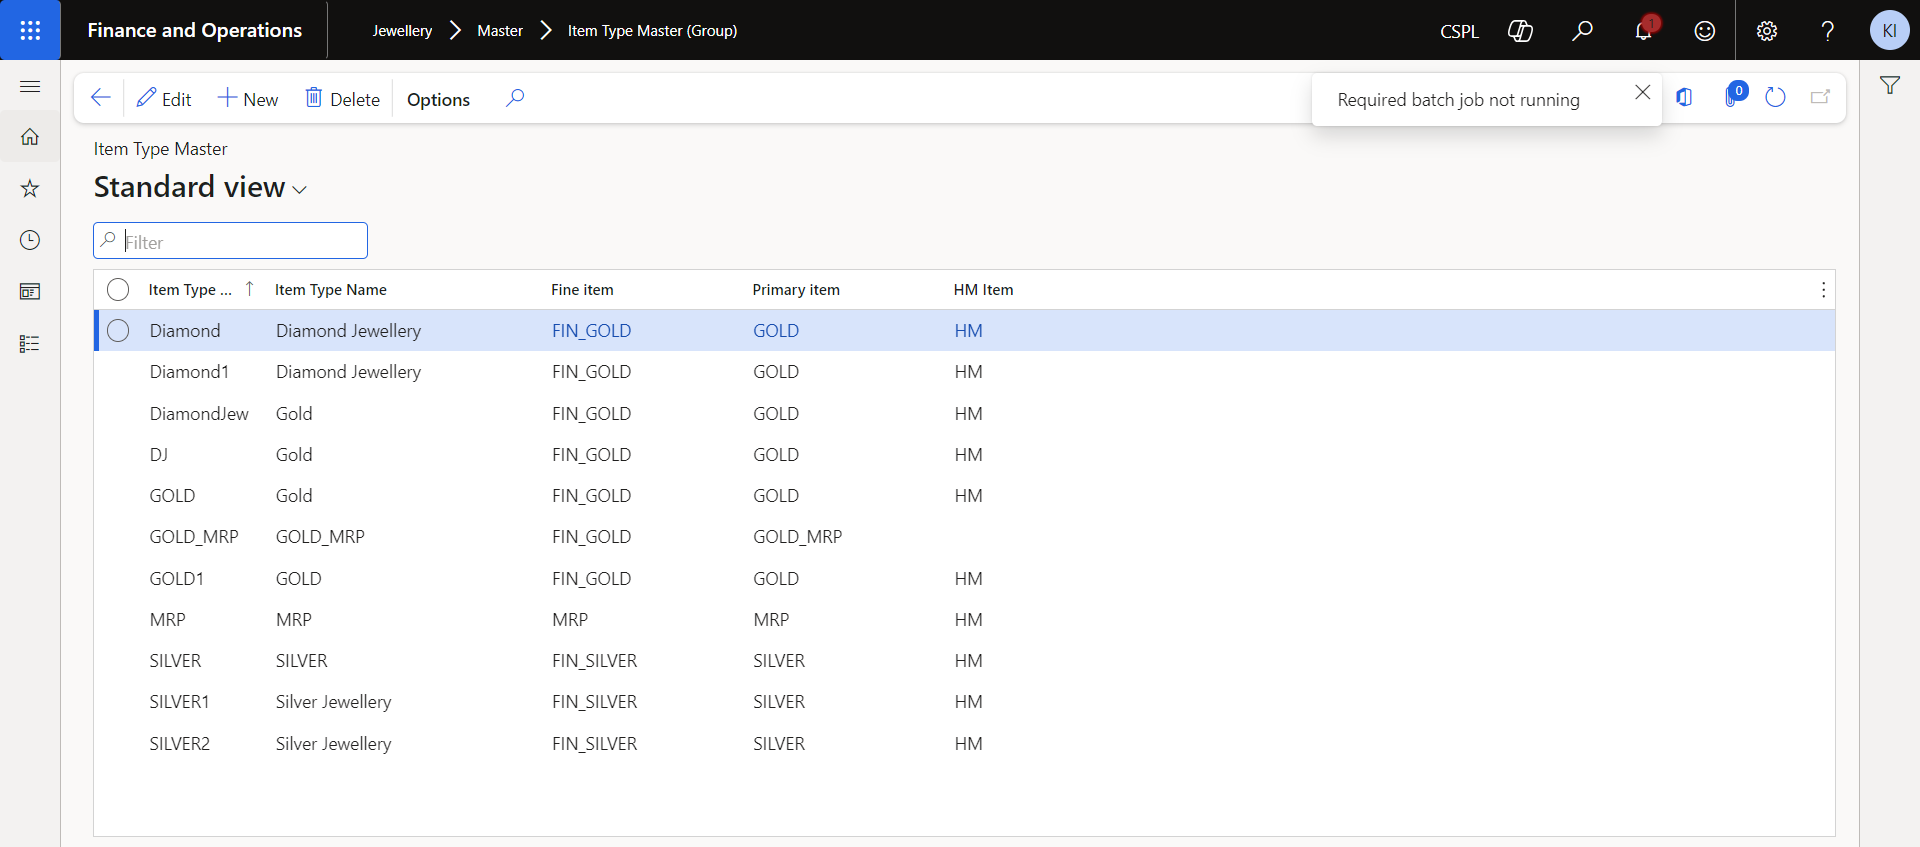 Finance and Operations
Jewellery
Master
Item Type Master (Group)
CSPL
1
?
KI
Edit
New
Delete
Options
Required batch job not running
0
Item Type Master
Standard view
Filter
Item Type ... ↑ Item Type Name Fine item Primary item HM Item
Diamond Diamond Jewellery FIN_GOLD GOLD HM
Diamond1 Diamond Jewellery FIN_GOLD GOLD HM
DiamondJew Gold FIN_GOLD GOLD HM
DJ Gold FIN_GOLD GOLD HM
GOLD Gold FIN_GOLD GOLD HM
GOLD_MRP GOLD_MRP FIN_GOLD GOLD_MRP
GOLD1 GOLD FIN_GOLD GOLD HM
MRP MRP MRP MRP HM
SILVER SILVER FIN_SILVER SILVER HM
SILVER1 Silver Jewellery FIN_SILVER SILVER HM
SILVER2 Silver Jewellery FIN_SILVER SILVER HM